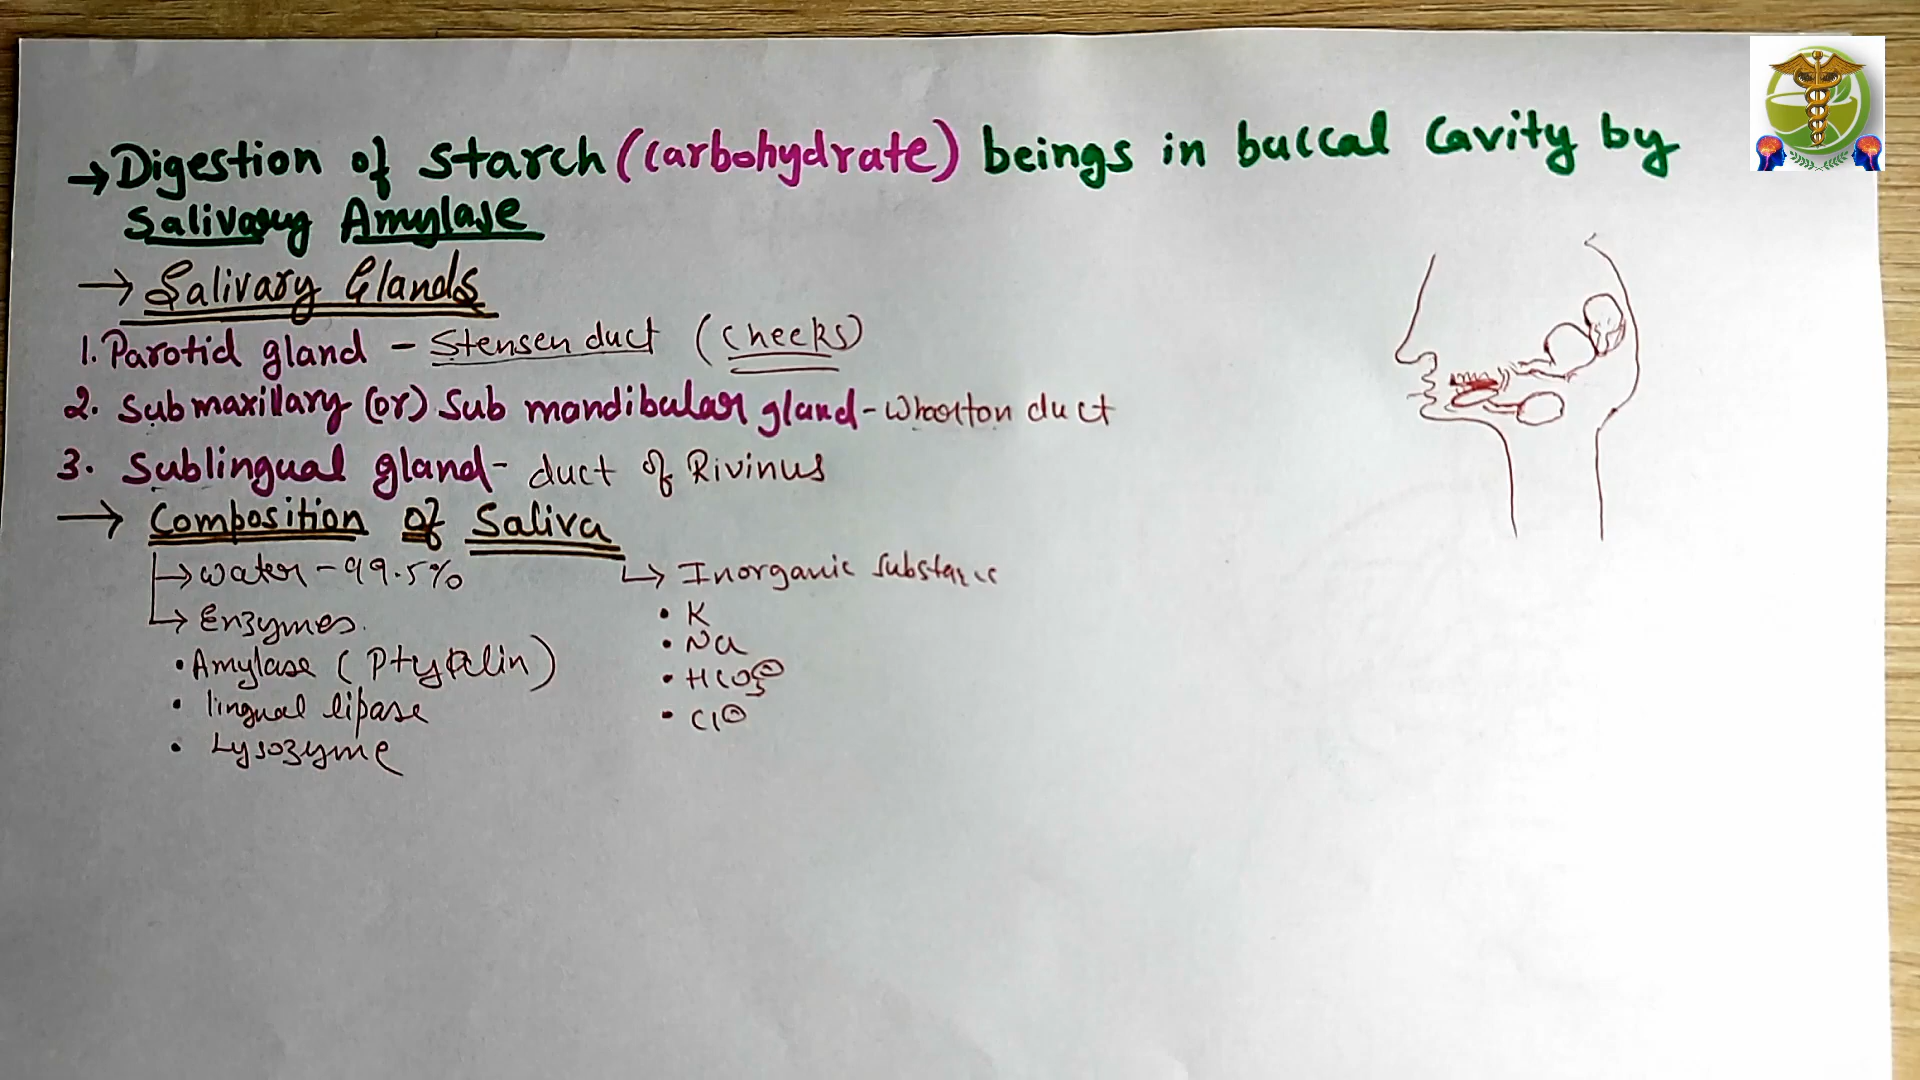 → Digestion of starch (carbohydrate) beings in buccal cavity by
Salivary Amylase
→ Salivary Glands
1. Parotid gland - Stensen duct (cheeks)
2. Submaxillary (or) Sub mandibular gland - Wharton duct
3. Sublingual gland - duct of Rivinus
→ Composition of Saliva
→ water - 99.5%
→ Enzymes.
• Amylase (Ptyalin)
• lingual lipase
• Lysozyme
→ Inorganic substance
• K
• Na
• HCO3⊖
• Cl⊖